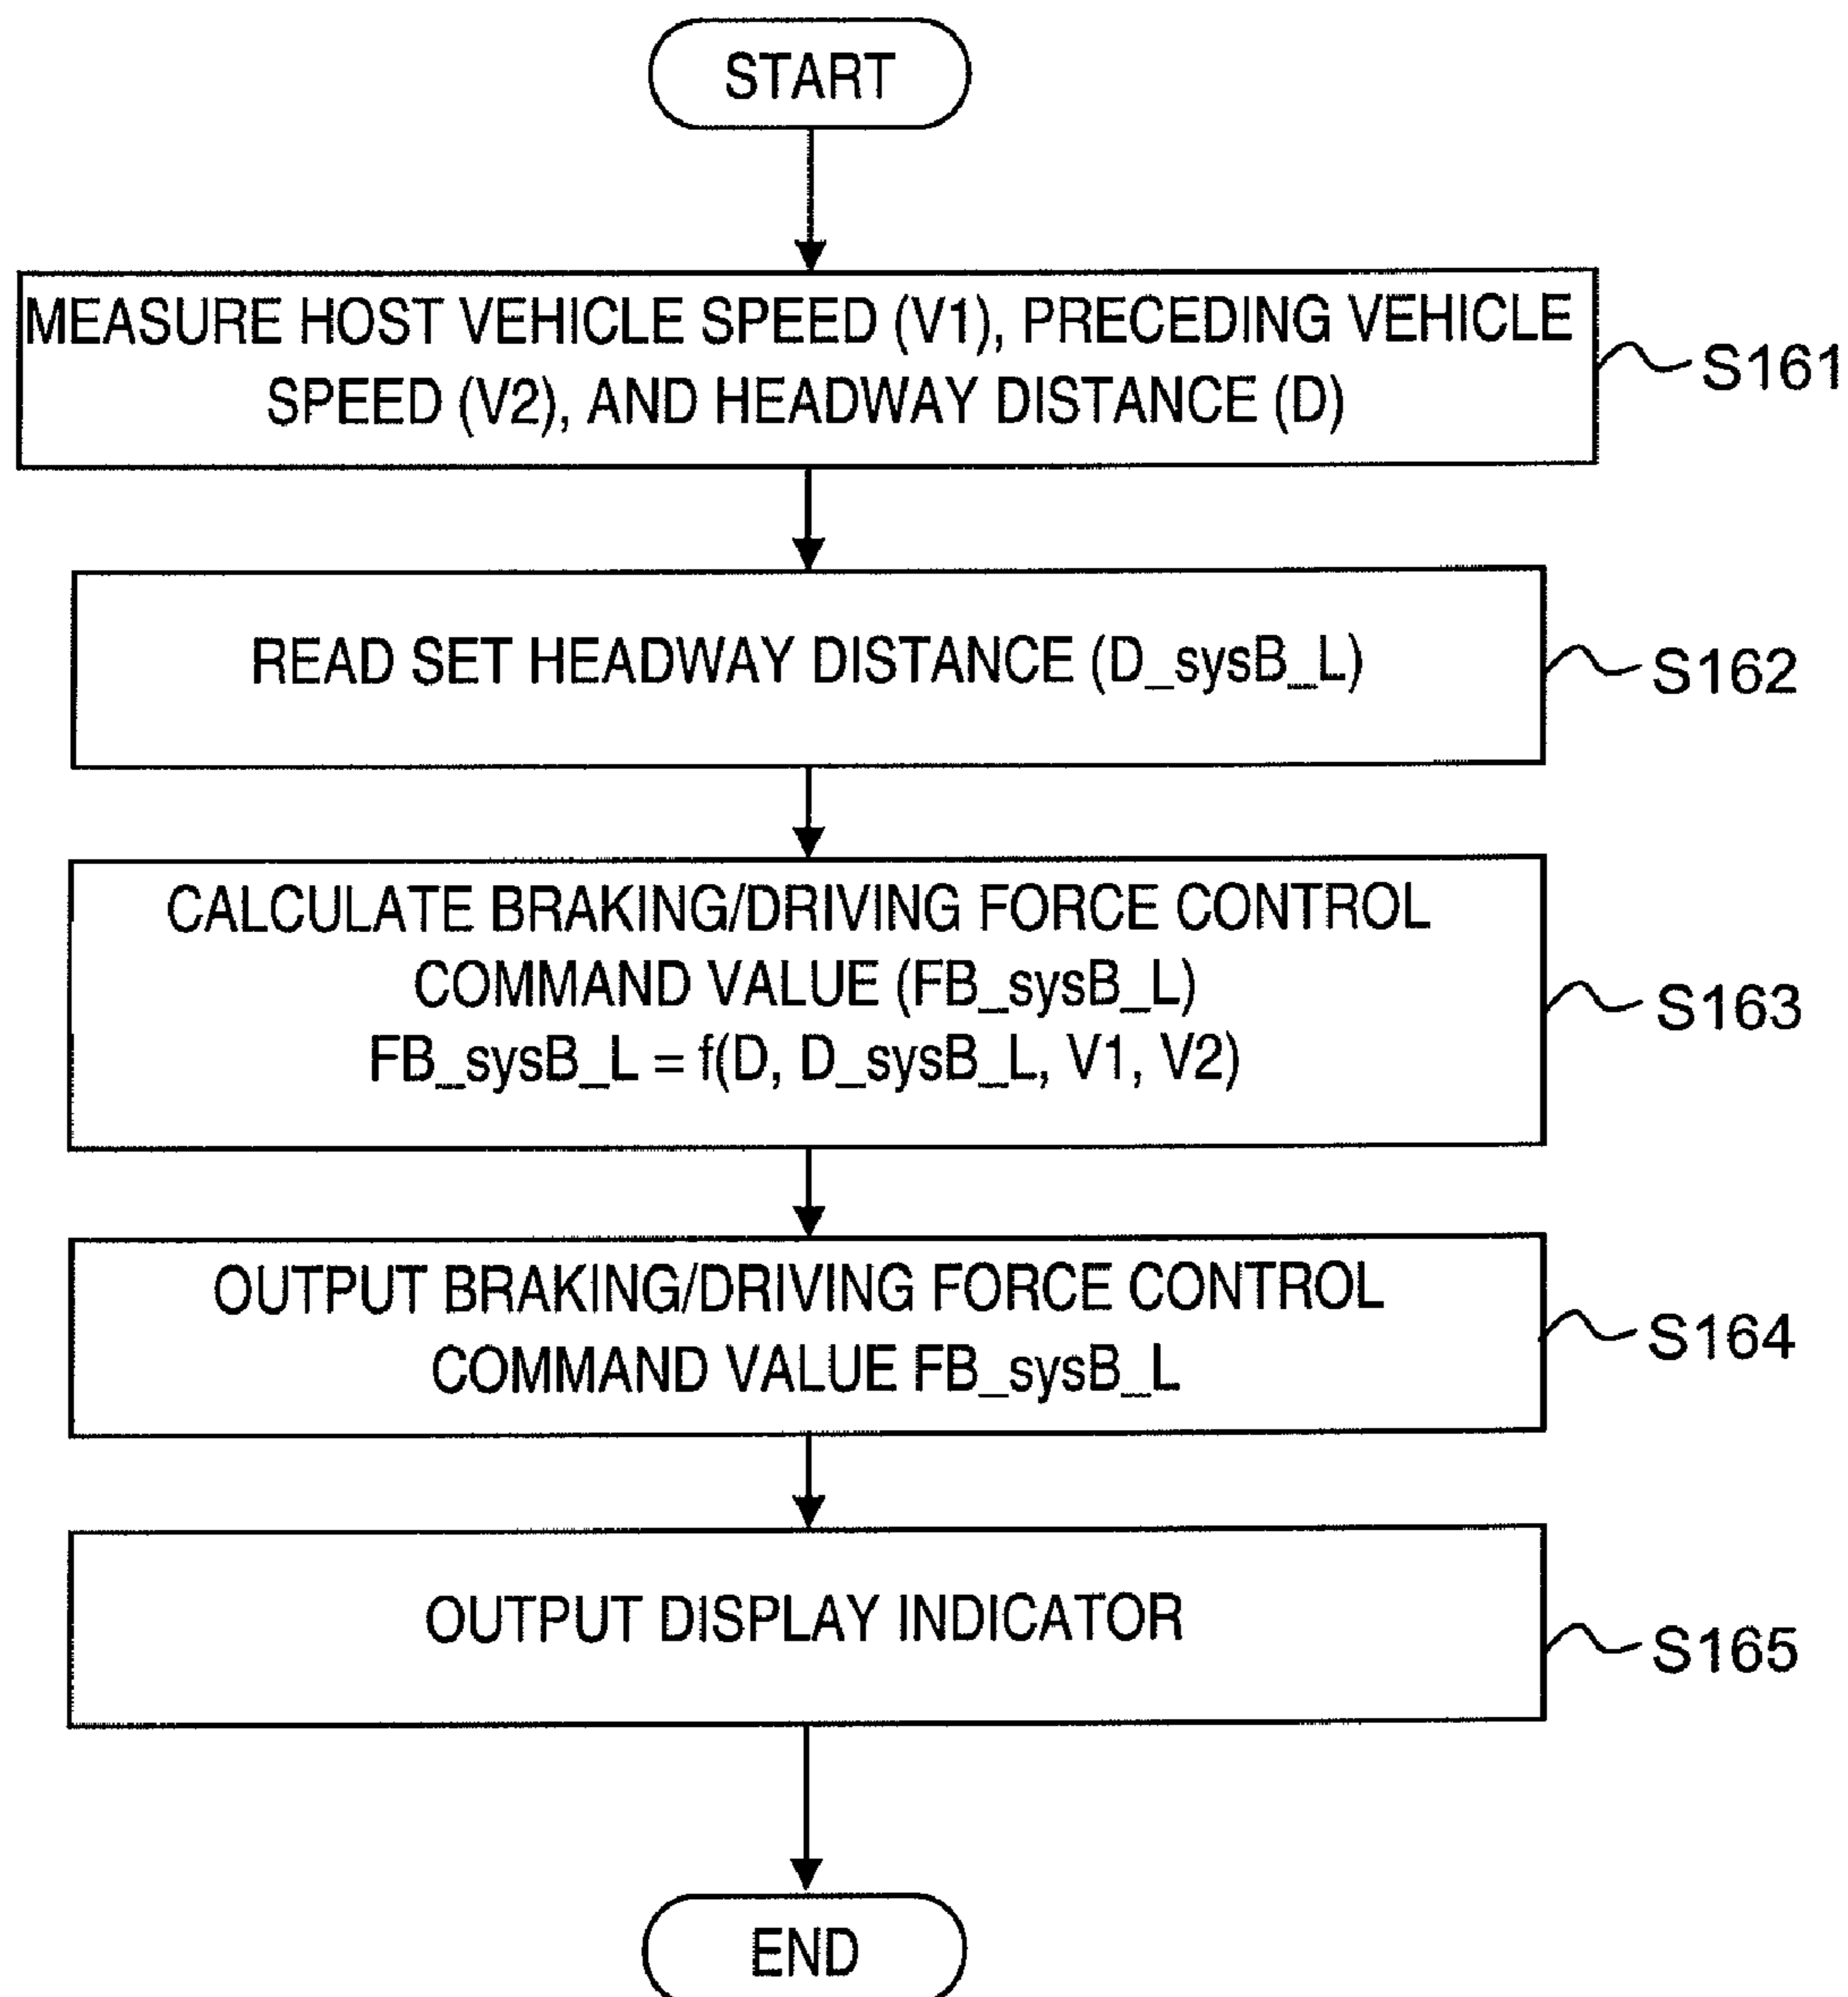 START
MEASURE HOST VEHICLE SPEED (V1), PRECEDING VEHICLE
SPEED (V2), AND HEADWAY DISTANCE (D)
S161
READ SET HEADWAY DISTANCE (D_sysB_L)
S162
CALCULATE BRAKING/DRIVING FORCE CONTROL
COMMAND VALUE (FB_sysB_L)
FB_sysB_L = f(D, D_sysB_L, V1, V2)
S163
OUTPUT BRAKING/DRIVING FORCE CONTROL
COMMAND VALUE FB_sysB_L
S164
OUTPUT DISPLAY INDICATOR
S165
END